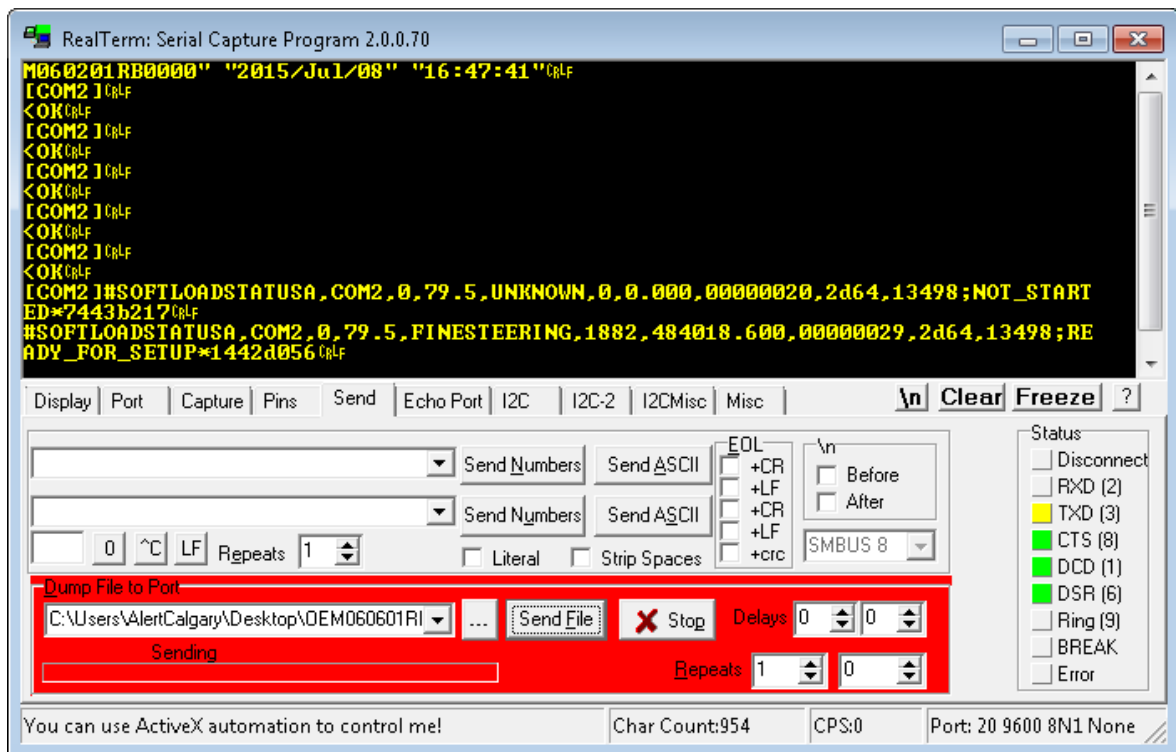 RealTerm: Serial Capture Program 2.0.0.70
M060201RB0000" "2015/Jul/08" "16:47:41"CRLF
[COM2]CRLF
<OKCRLF
[COM2]CRLF
<OKCRLF
[COM2]CRLF
<OKCRLF
[COM2]CRLF
<OKCRLF
[COM2]CRLF
<OKCRLF
[COM2]#SOFTLOADSTATUSA,COM2,0,79.5,UNKNOWN,0,0.000,00000020,2d64,13498;NOT_START
ED*7443b217CRLF
#SOFTLOADSTATUSA,COM2,0,79.5,FINESTEERING,1882,484018.600,00000029,2d64,13498;RE
ADY_FOR_SETUP*1442d056CRLF
Display Port Capture Pins Send Echo Port I2C I2C-2 I2CMisc Misc \n Clear Freeze ?
Send Numbers Send ASCII
Send Numbers Send ASCII
0 ^C LF Repeats 1
Literal Strip Spaces
EOL
+CR
+LF
+CR
+LF
+crc
\n
Before
After
SMBUS 8
Dump File to Port
C:\Users\AlertCalgary\Desktop\OEM060601RI ... Send File Stop Delays 0 0
Sending
Repeats 1 0
Status
Disconnect
RXD (2)
TXD (3)
CTS (8)
DCD (1)
DSR (6)
Ring (9)
BREAK
Error
You can use ActiveX automation to control me! Char Count:954 CPS:0 Port: 20 9600 8N1 None